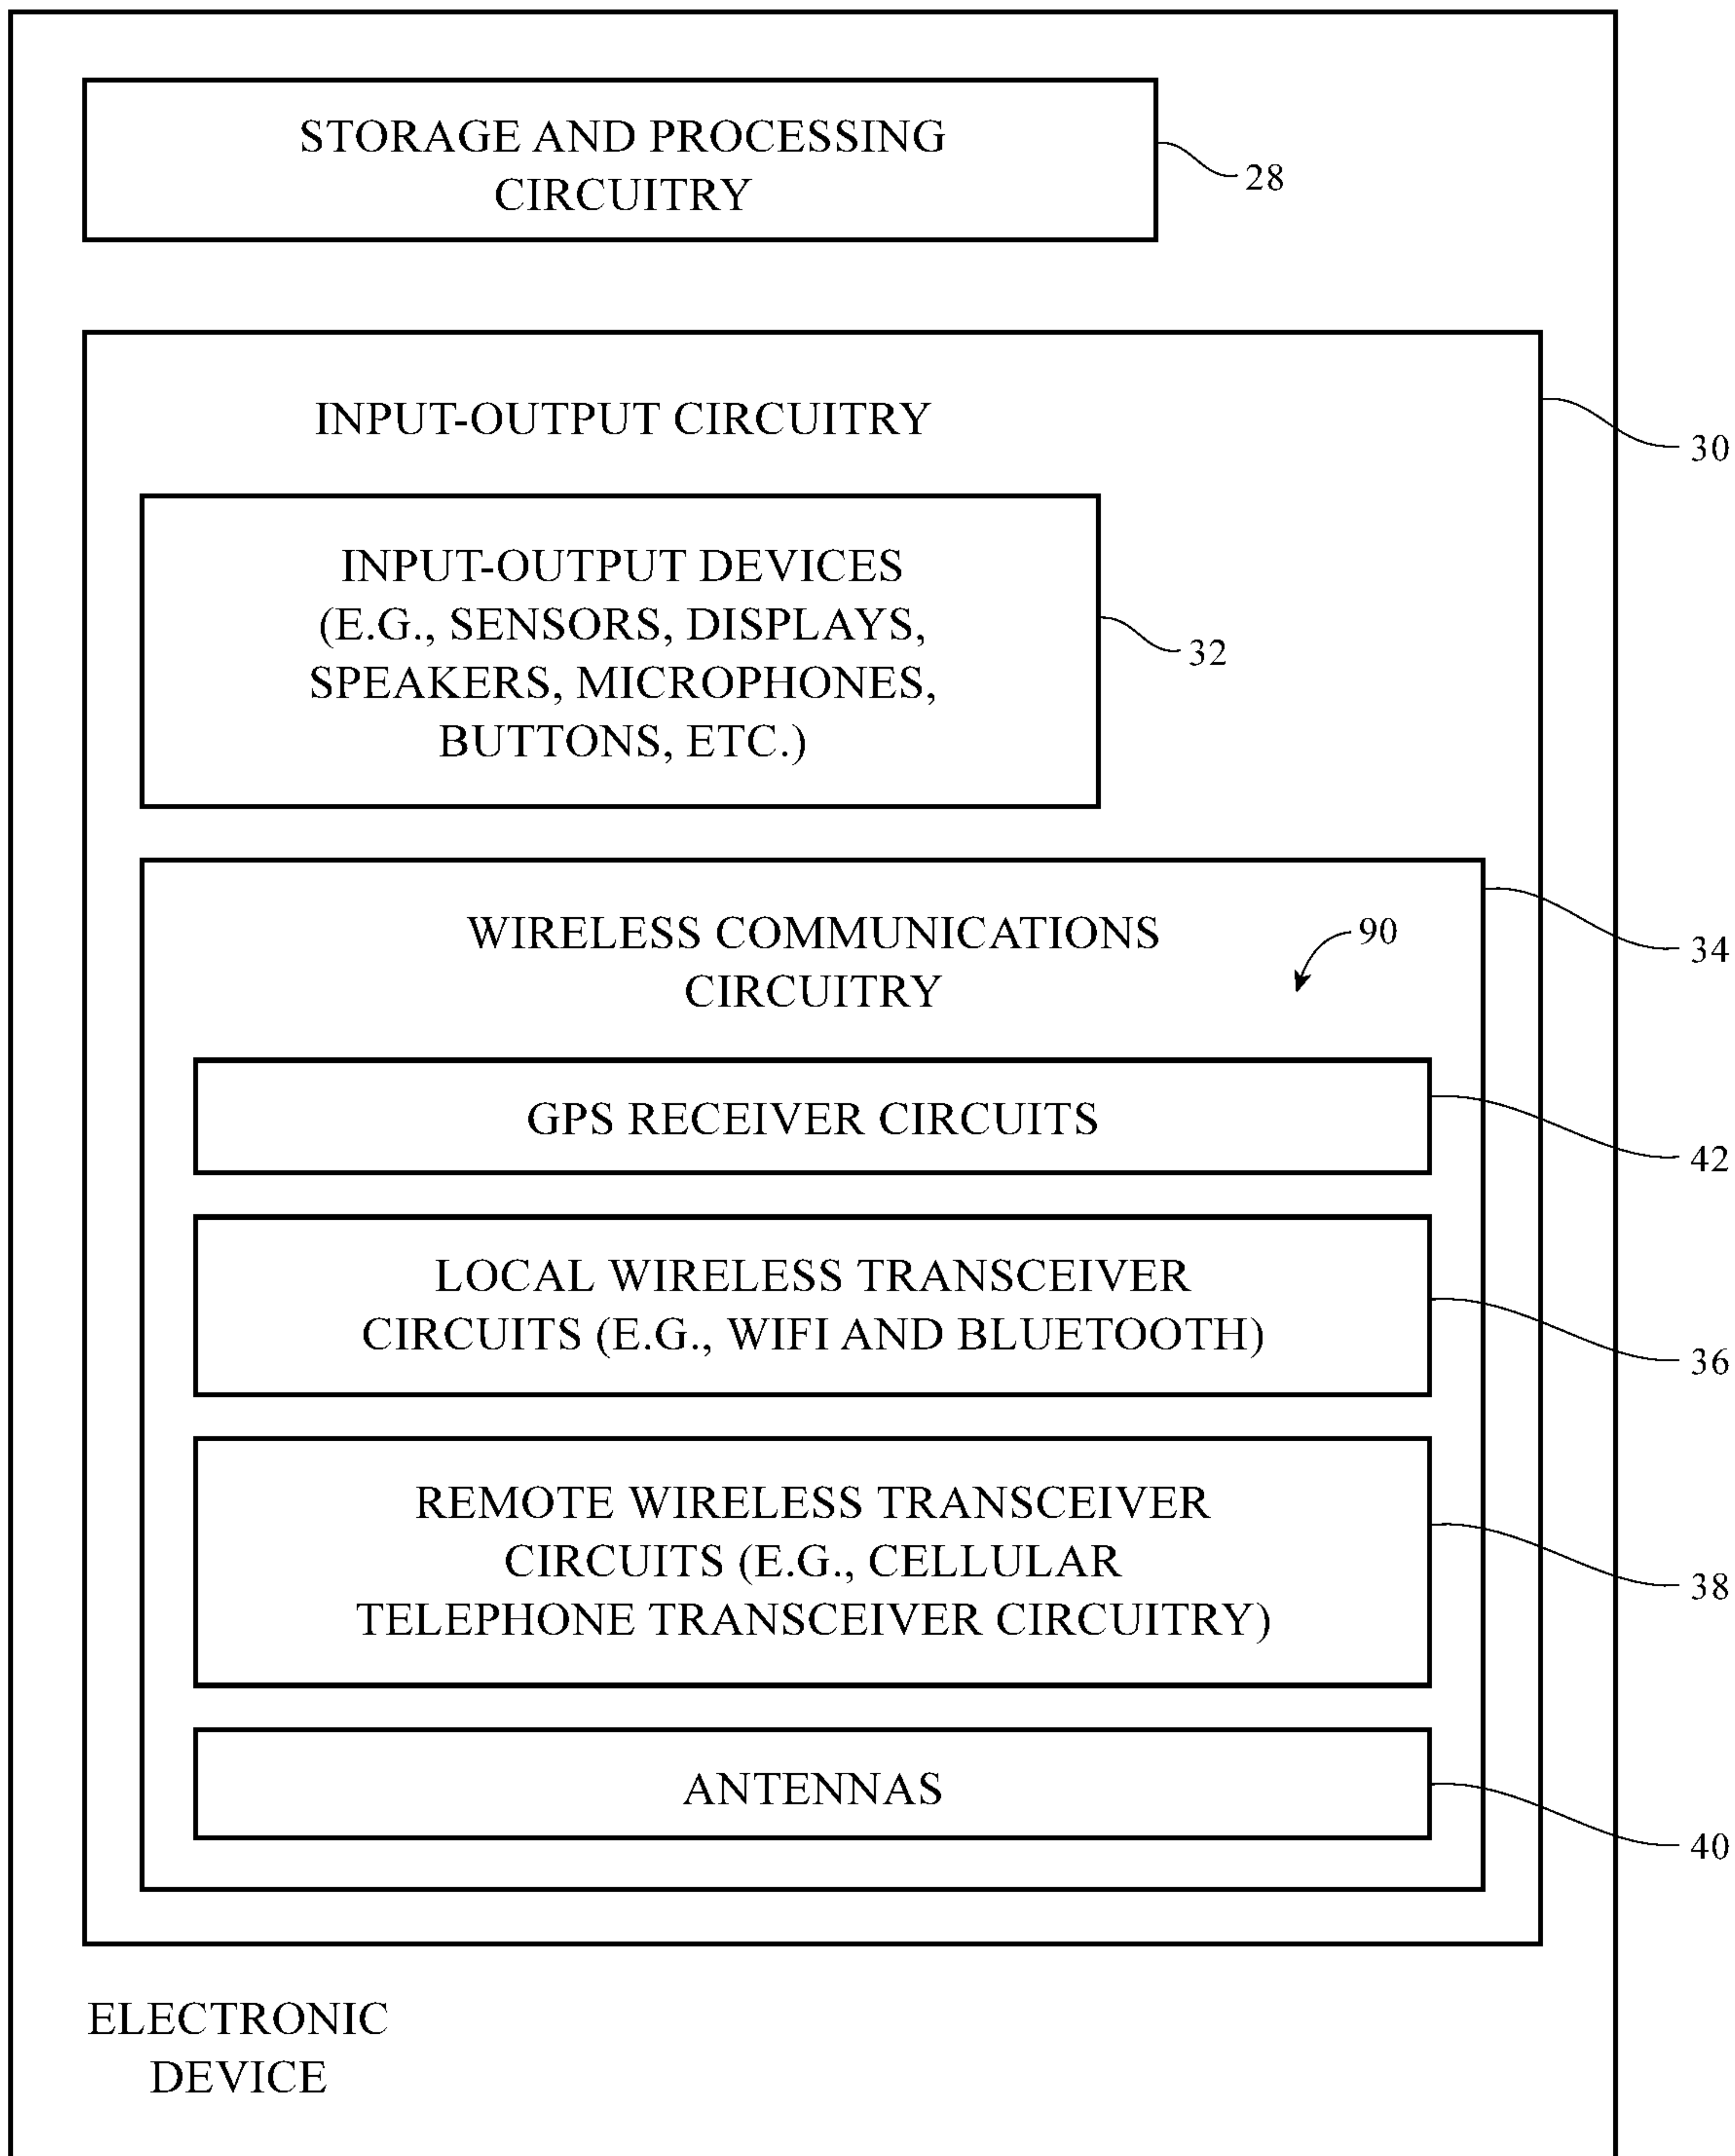 STORAGE AND PROCESSING
CIRCUITRY
28
INPUT-OUTPUT CIRCUITRY
30
INPUT-OUTPUT DEVICES
(E.G., SENSORS, DISPLAYS,
SPEAKERS, MICROPHONES,
BUTTONS, ETC.)
32
WIRELESS COMMUNICATIONS
CIRCUITRY
90
34
GPS RECEIVER CIRCUITS
42
LOCAL WIRELESS TRANSCEIVER
CIRCUITS (E.G., WIFI AND BLUETOOTH)
36
REMOTE WIRELESS TRANSCEIVER
CIRCUITS (E.G., CELLULAR
TELEPHONE TRANSCEIVER CIRCUITRY)
38
ANTENNAS
40
ELECTRONIC
DEVICE